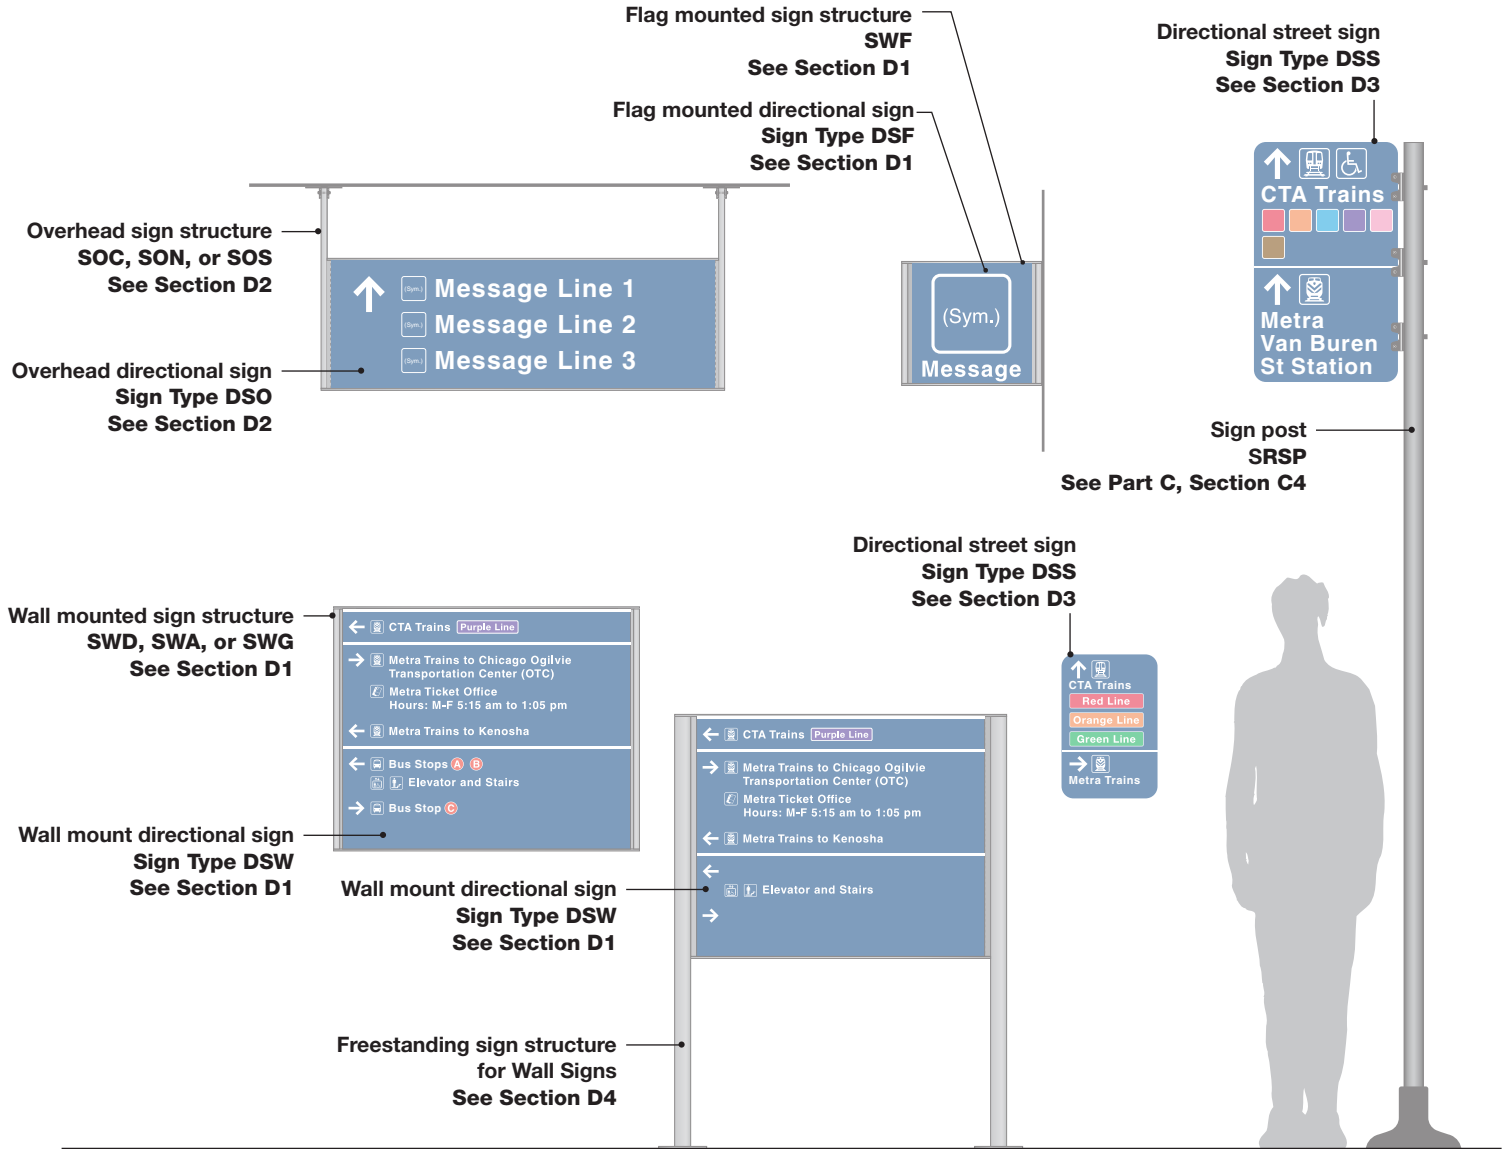 Flag mounted sign structure
SWF
See Section D1
Flag mounted directional sign
Sign Type DSF
See Section D1
Directional street sign
Sign Type DSS
See Section D3
Overhead sign structure
SOC, SON, or SOS
See Section D2
Overhead directional sign
Sign Type DSO
See Section D2
(Sym.) Message Line 1
(Sym.) Message Line 2
(Sym.) Message Line 3
(Sym.)
Message
CTA Trains
Metra
Van Buren
St Station
Sign post
SRSP
See Part C, Section C4
Directional street sign
Sign Type DSS
See Section D3
CTA Trains
Red Line
Orange Line
Green Line
Metra Trains
Wall mounted sign structure
SWD, SWA, or SWG
See Section D1
Wall mount directional sign
Sign Type DSW
See Section D1
CTA Trains Purple Line
Metra Trains to Chicago Ogilvie
Transportation Center (OTC)
Metra Ticket Office
Hours: M-F 5:15 am to 1:05 pm
Metra Trains to Kenosha
Bus Stops A B
Elevator and Stairs
Bus Stop C
Wall mount directional sign
Sign Type DSW
See Section D1
CTA Trains Purple Line
Metra Trains to Chicago Ogilvie
Transportation Center (OTC)
Metra Ticket Office
Hours: M-F 5:15 am to 1:05 pm
Metra Trains to Kenosha
Elevator and Stairs
Freestanding sign structure
for Wall Signs
See Section D4